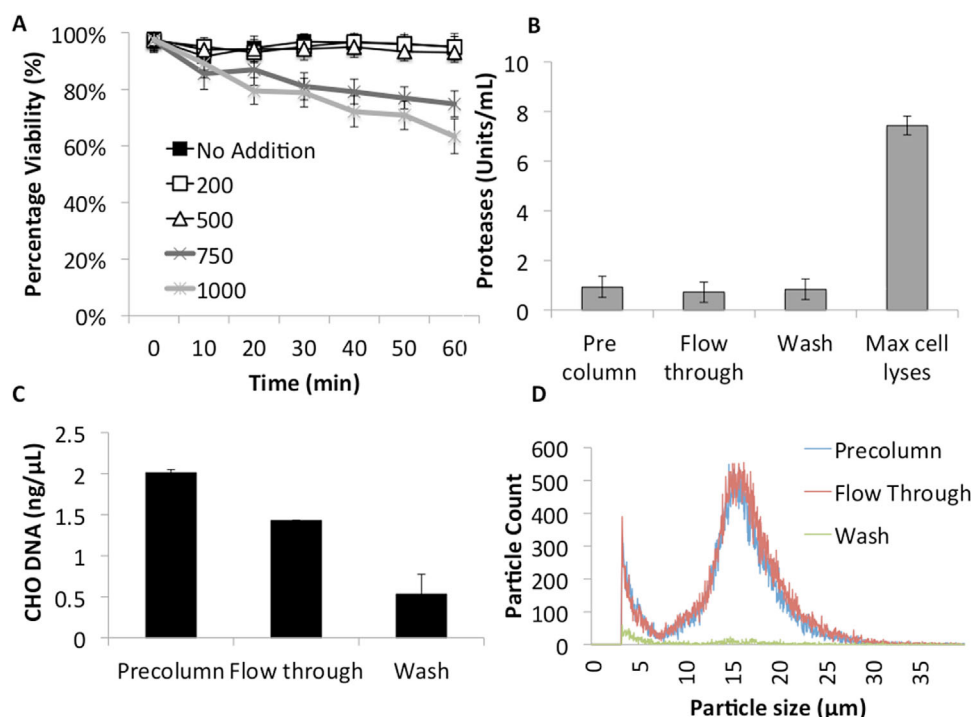 A
Percentage Viability (%)
100%
80%
60%
40%
20%
0%
No Addition
200
500
750
1000
0 10 20 30 40 50 60
Time (min)
B
Proteases (Units/mL)
10
8
6
4
2
0
Pre column
Flow through
Wash
Max cell lyses
C
CHO DNA (ng/µL)
2.5
2
1.5
1
0.5
0
Precolumn Flow through Wash
D
Particle Count
600
500
400
300
200
100
0
Precolumn
Flow Through
Wash
0 5 10 15 20 25 30 35
Particle size (µm)